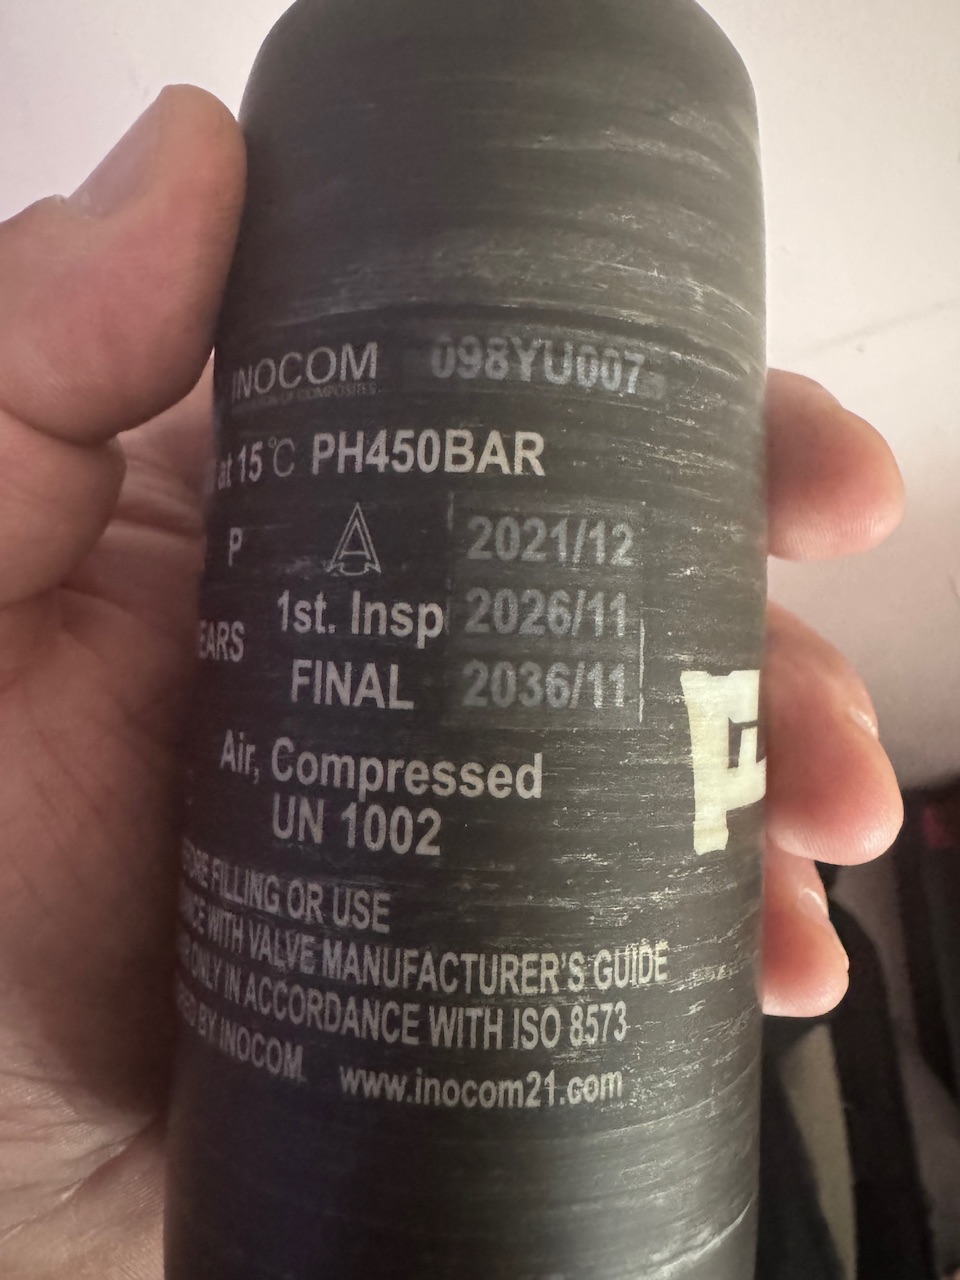 INOCOM 098YU007
at 15°C PH450BAR
P 2021/12
EARS 1st. Insp 2026/11
FINAL 2036/11
Air, Compressed
UN 1002
FILLING OR USE
WITH VALVE MANUFACTURER'S GUIDE
ONLY IN ACCORDANCE WITH ISO 8573
BY INOCOM www.inocom21.com